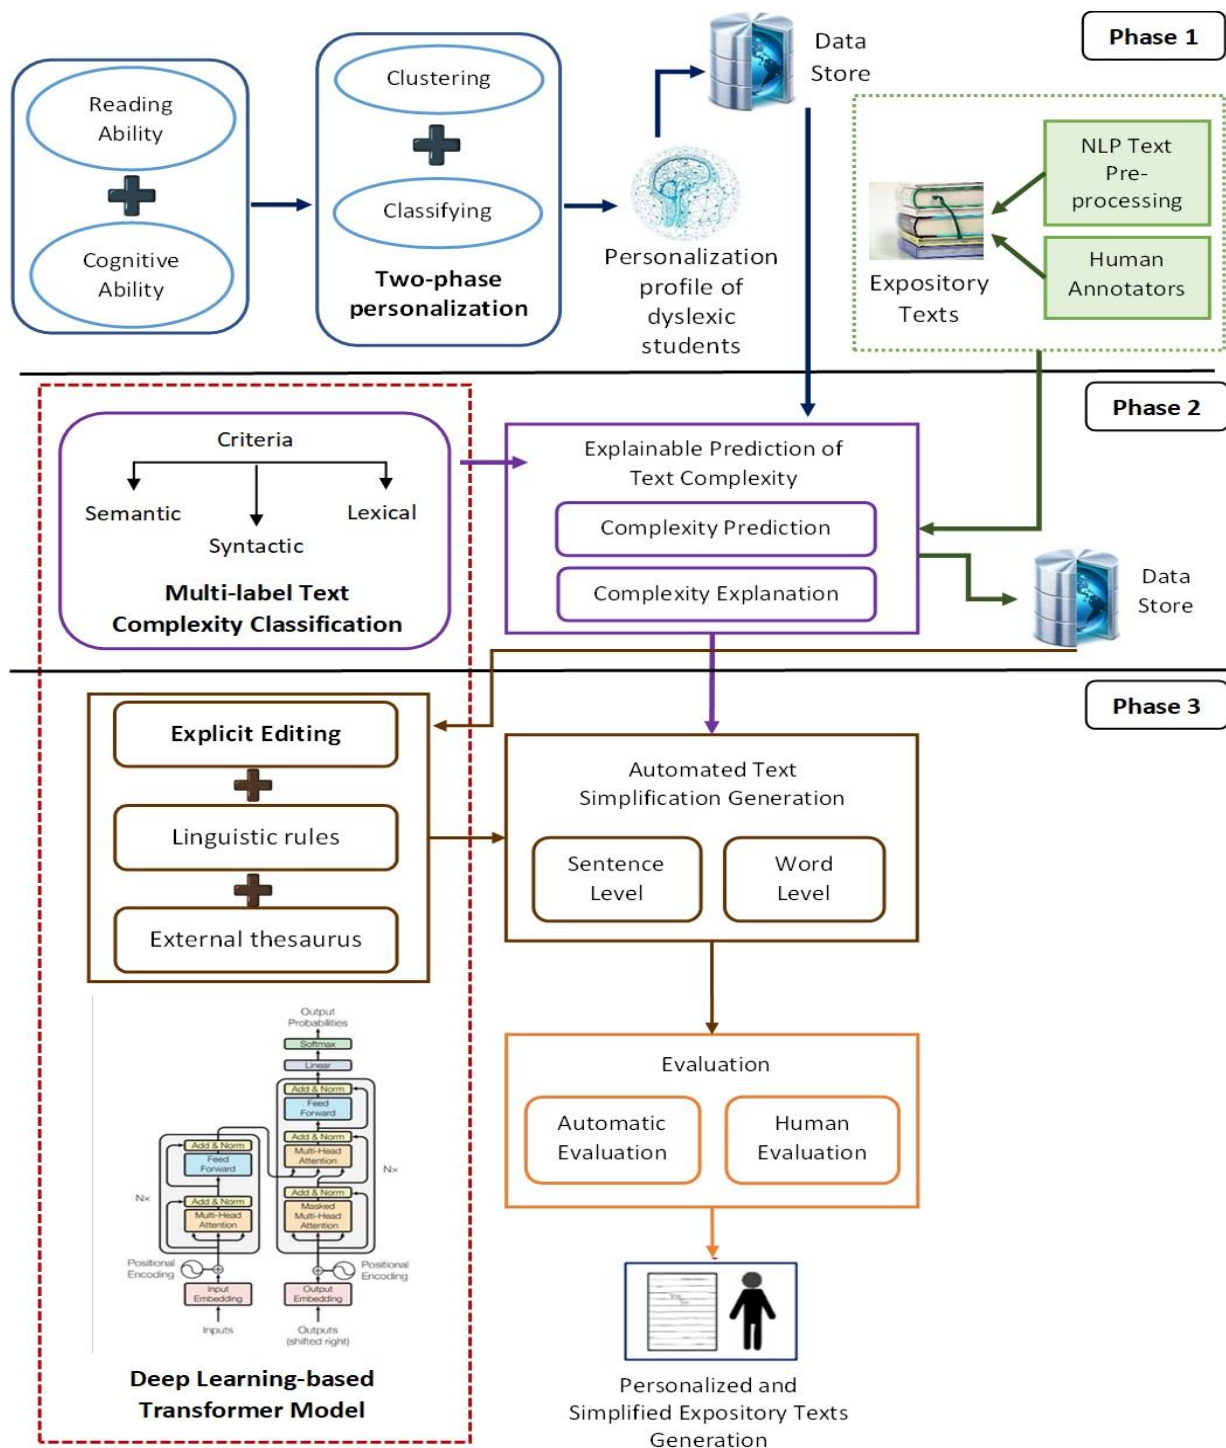 Phase 1
Reading
Ability
Cognitive
Ability
Clustering
Classifying
Two-phase
personalization
Personalization
profile of
dyslexic
students
Data
Store
NLP Text
Pre-
processing
Human
Annotators
Expository
Texts
Phase 2
Criteria
Semantic
Syntactic
Lexical
Multi-label Text
Complexity Classification
Explainable Prediction of
Text Complexity
Complexity Prediction
Complexity Explanation
Data
Store
Phase 3
Explicit Editing
Linguistic rules
External thesaurus
Automated Text
Simplification Generation
Sentence
Level
Word
Level
Output
Probabilities
Softmax
Linear
Add & Norm
Feed
Forward
Add & Norm
Multi-Head
Attention
Add & Norm
Masked
Multi-Head
Attention
Nx
Add & Norm
Feed
Forward
Add & Norm
Multi-Head
Attention
Nx
Positional
Encoding
Positional
Encoding
Input
Embedding
Output
Embedding
Inputs
Outputs
(shifted right)
Deep Learning-based
Transformer Model
Evaluation
Automatic
Evaluation
Human
Evaluation
Personalized and
Simplified Expository Texts
Generation